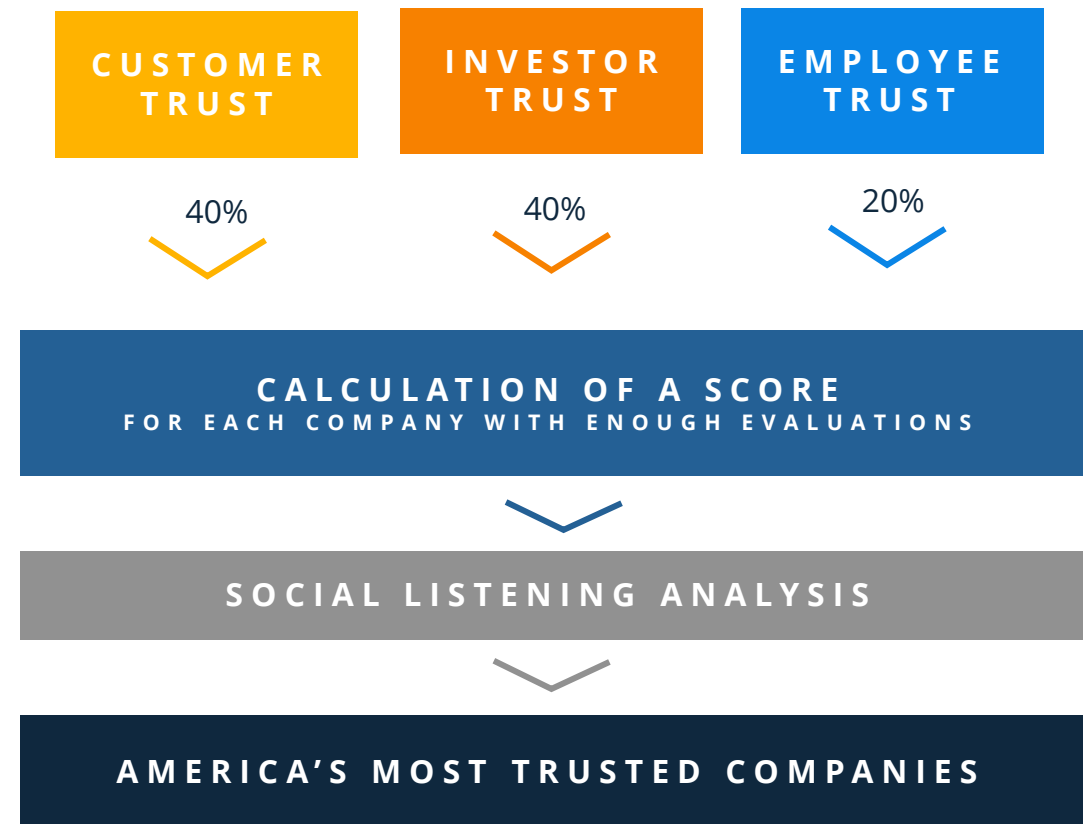 CUSTOMER
TRUST
INVESTOR
TRUST
EMPLOYEE
TRUST
40%
40%
20%
CALCULATION OF A SCORE
FOR EACH COMPANY WITH ENOUGH EVALUATIONS
SOCIAL LISTENING ANALYSIS
AMERICA’S MOST TRUSTED COMPANIES